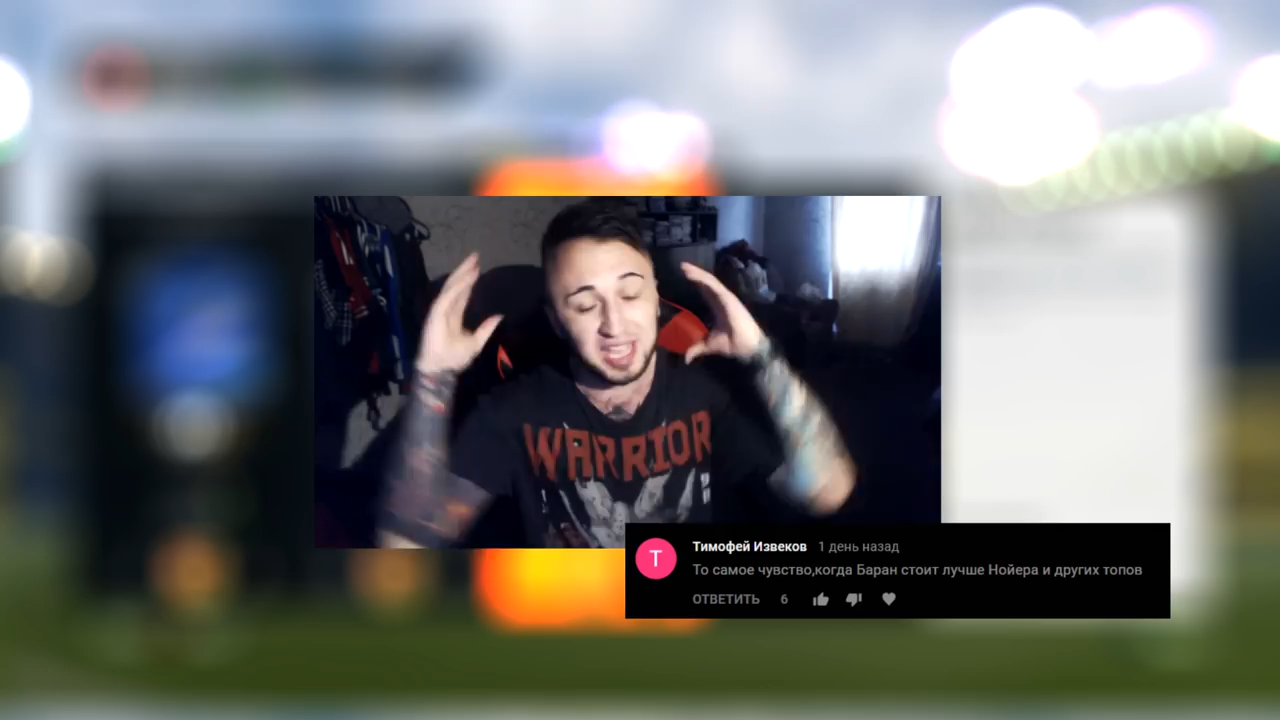 WARRIOR
Т
Тимофей Извеков 1 день назад
То самое чувство,когда Баран стоит лучше Нойера и других топов
ОТВЕТИТЬ 6